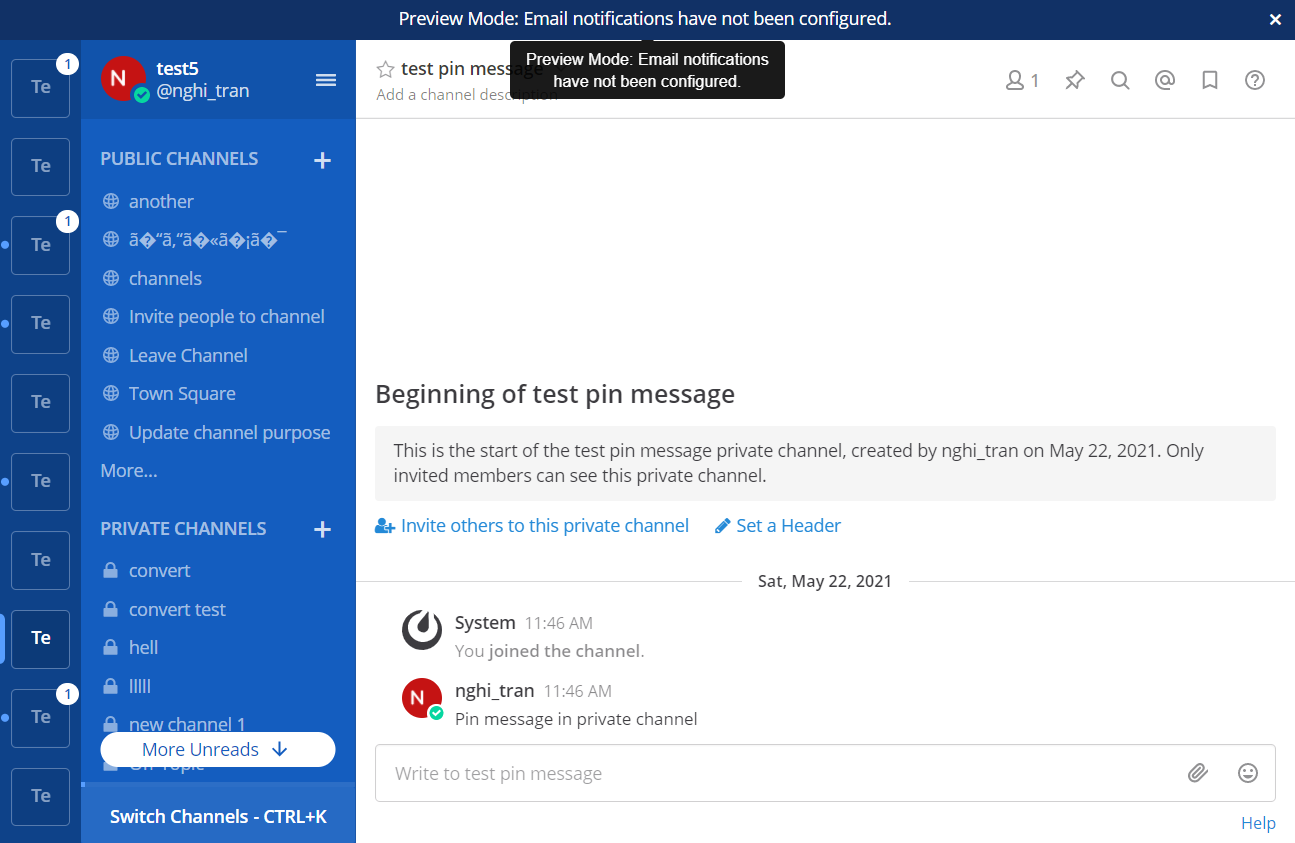 Preview Mode: Email notifications have not been configured.
Te
1
Te
Te
1
Te
Te
Te
Te
Te
Te
1
Te
N
test5
@nghi_tran
PUBLIC CHANNELS
another
channels
Invite people to channel
Leave Channel
Town Square
Update channel purpose
More...
PRIVATE CHANNELS
convert
convert test
hell
lllll
new channel 1
More Unreads
Off-Topic
Switch Channels - CTRL+K
test pin message
Add a channel description
Preview Mode: Email notifications
have not been configured.
1
Beginning of test pin message
This is the start of the test pin message private channel, created by nghi_tran on May 22, 2021. Only
invited members can see this private channel.
Invite others to this private channel
Set a Header
Sat, May 22, 2021
System 11:46 AM
You joined the channel.
N
nghi_tran 11:46 AM
Pin message in private channel
Write to test pin message
Help